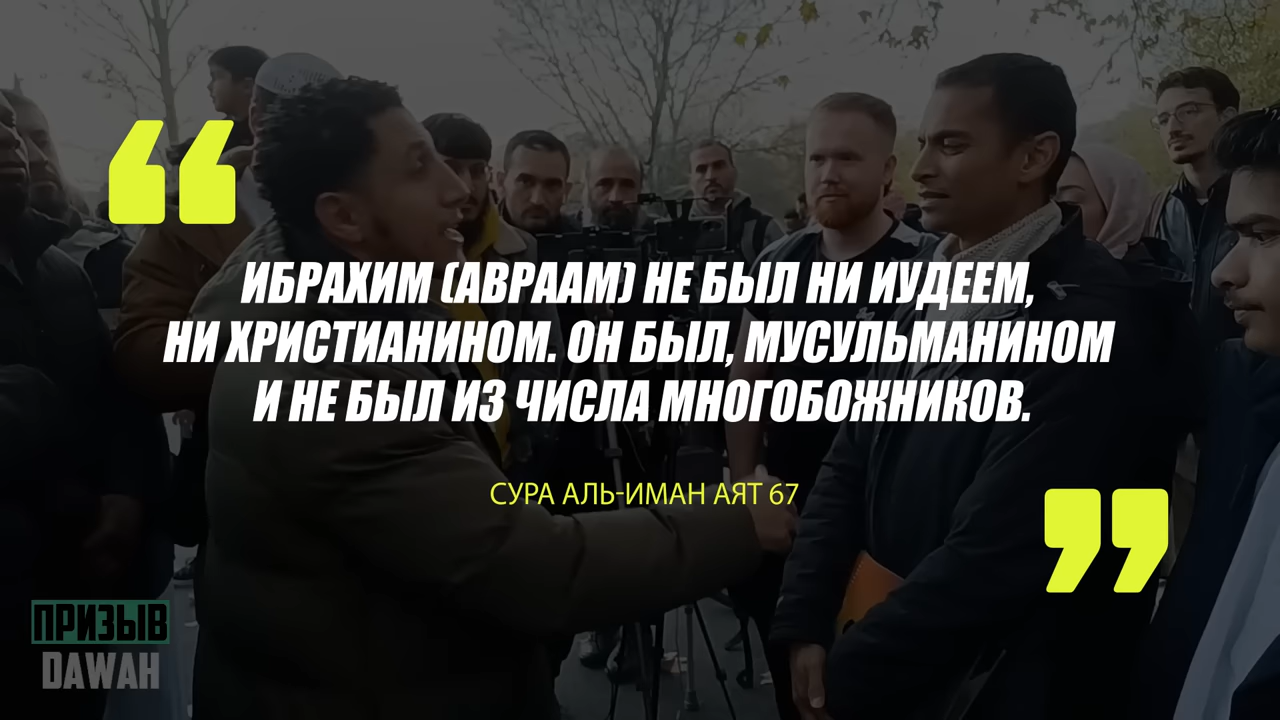 ИБРАХИМ (АВРААМ) НЕ БЫЛ НИ ИУДЕЕМ,
НИ ХРИСТИАНИНОМ. ОН БЫЛ, МУСУЛЬМАНИНОМ
И НЕ БЫЛ ИЗ ЧИСЛА МНОГОБОЖНИКОВ.
СУРА АЛЬ-ИМАН АЯТ 67
ПРИЗЫВ
DAWAH